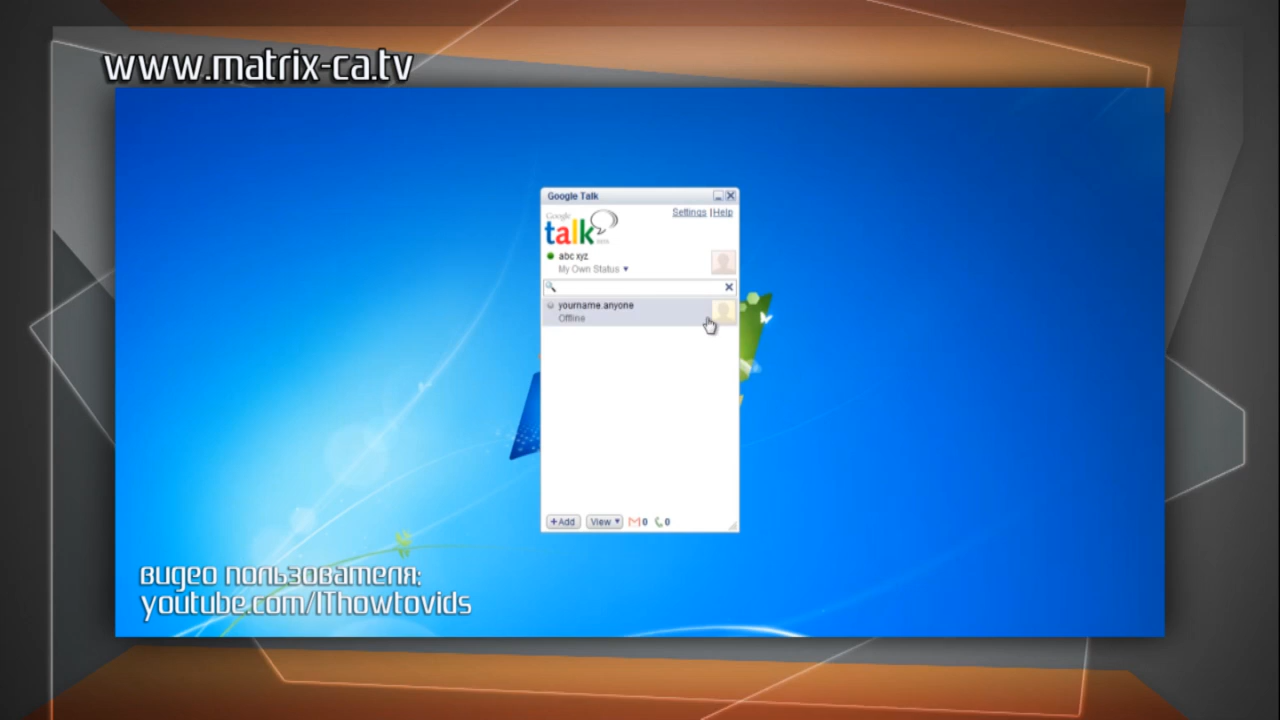 www.matrix-ca.tv
Google Talk
Settings | Help
Google
talk
abc xyz
My Own Status
yourname.anyone
Offline
+Add View 0 0
видео пользователя:
youtube.com/IThowtovids